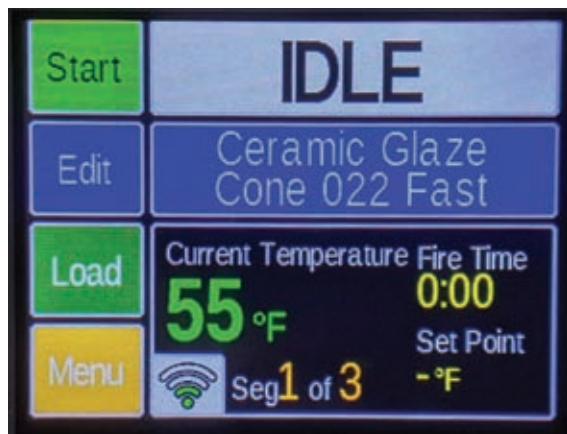 Start
IDLE
Edit
Ceramic Glaze
Cone 022 Fast
Load
Current Temperature
55 °F
Fire Time
0:00
Set Point
- °F
Menu
Seg1 of 3